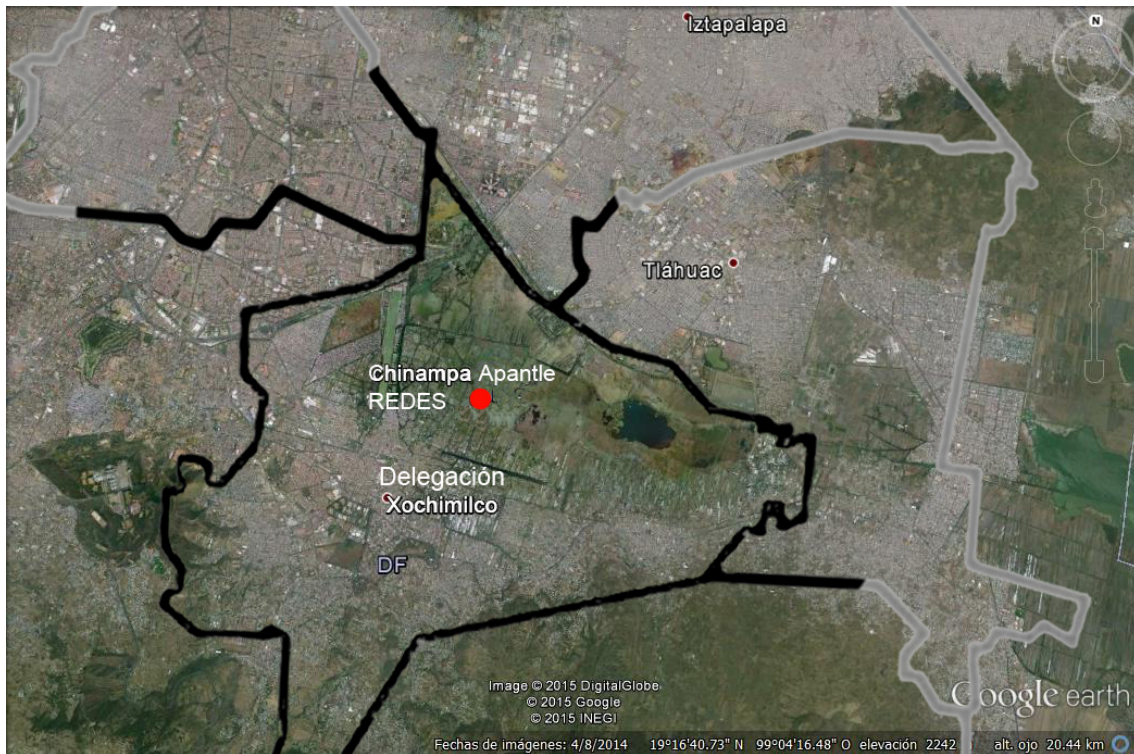 N
Iztapalapa
Tláhuac
Chinampa Apantle
REDES
Delegación
Xochimilco
DF
Image © 2015 DigitalGlobe
© 2015 Google
© 2015 INEGI
Google earth
Fechas de imágenes: 4/8/2014 19°16'40.73" N 99°04'16.48" O elevación 2242 alt. ojo 20.44 km